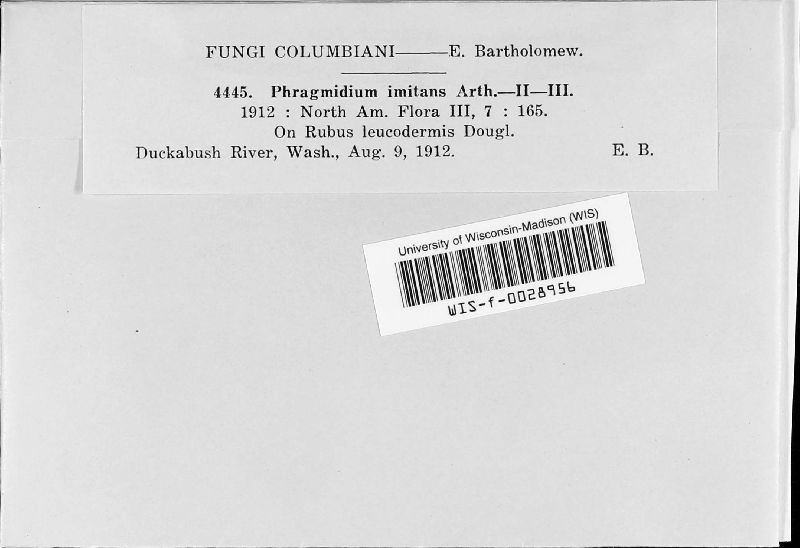 FUNGI COLUMBIANI———E. Bartholomew.
4445. Phragmidium imitans Arth.—II—III.
1912 : North Am. Flora III, 7 : 165.
On Rubus leucodermis Dougl.
Duckabush River, Wash., Aug. 9, 1912. E. B.
University of Wisconsin-Madison (WIS)
WIS-f-0028956